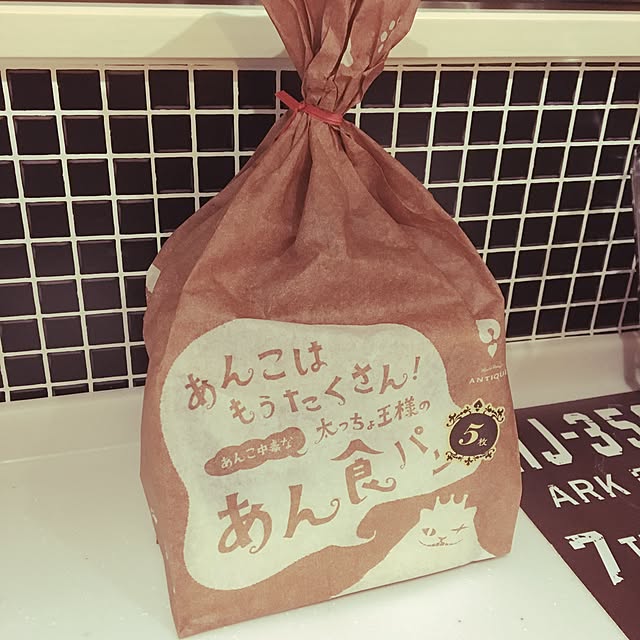 あんこは
もうたくさん！
あんこ中毒な
太っちょ王様の
あん食パン
5枚
ANTIQUE
ARK
7